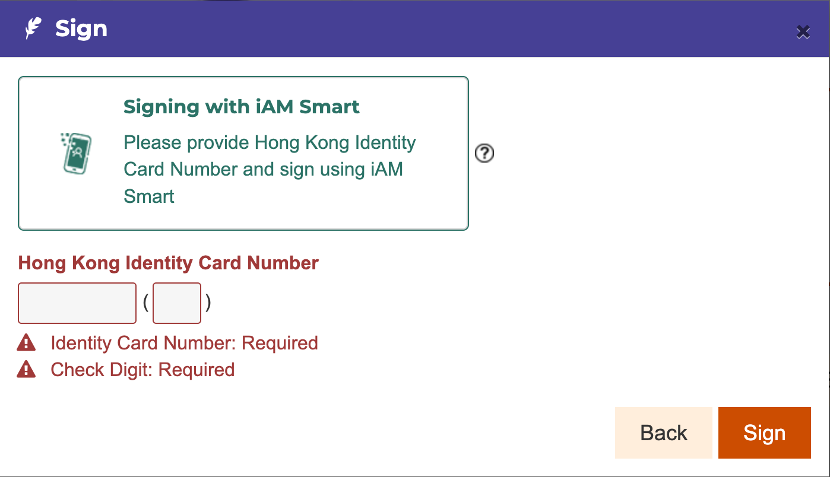 Sign
Signing with iAM Smart
Please provide Hong Kong Identity
Card Number and sign using iAM
Smart
Hong Kong Identity Card Number
( )
Identity Card Number: Required
Check Digit: Required
Back
Sign